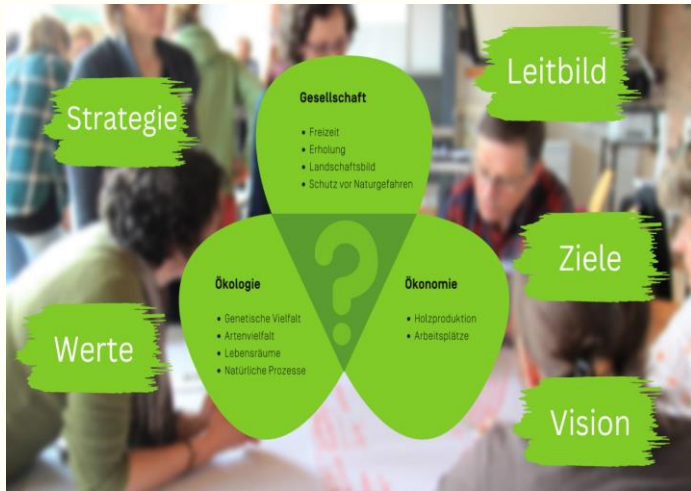 Strategie
Leitbild
Gesellschaft
• Freizeit
• Erholung
• Landschaftsbild
• Schutz vor Naturgefahren
?
Ökologie
• Genetische Vielfalt
• Artenvielfalt
• Lebensräume
• Natürliche Prozesse
Ökonomie
• Holzproduktion
• Arbeitsplätze
Ziele
Werte
Vision